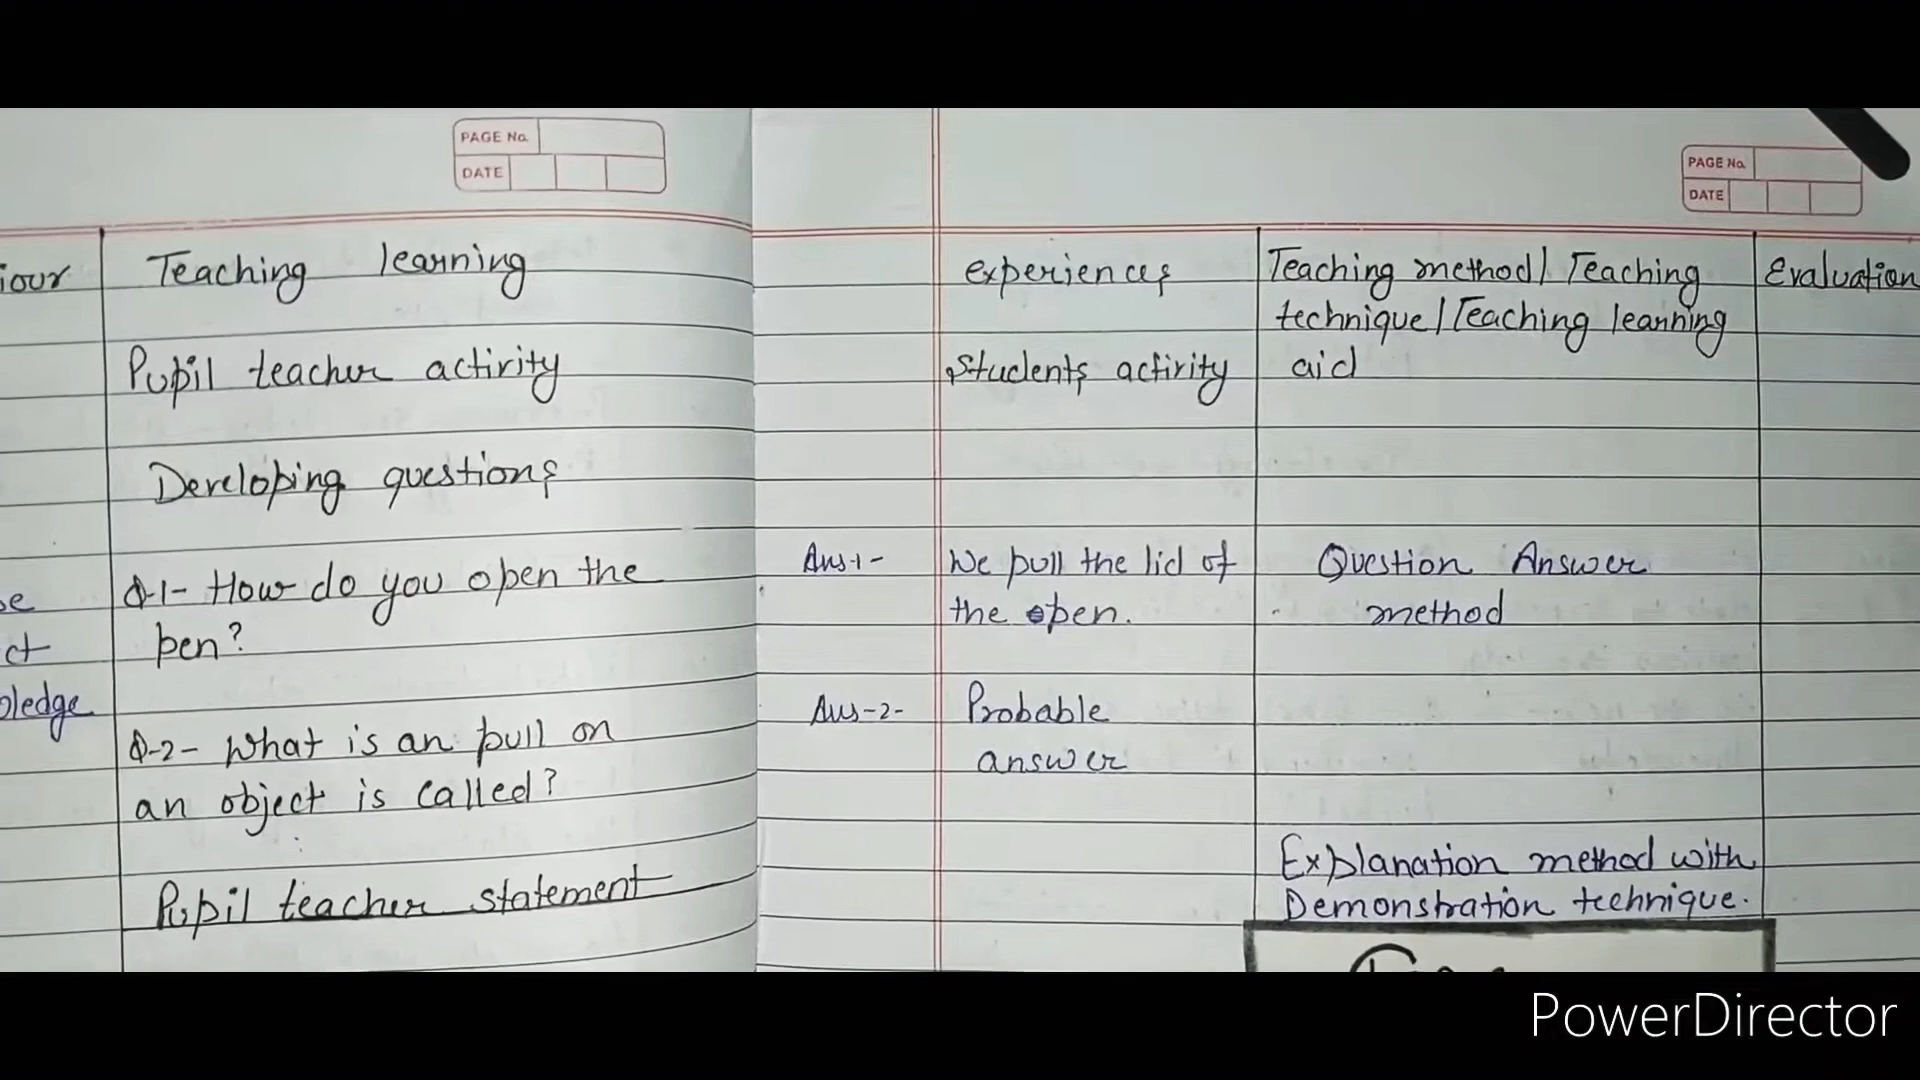 PAGE No.
DATE
iour
Teaching learning
Pupil teacher activity
Developing questions
Q-1- How do you open the
pen?
se
ct
ledge
Q-2- What is an pull on
an object is called?
Pupil teacher statement
PAGE No.
DATE
experiences
Students activity
Teaching method/Teaching
technique/Teaching learning
aid
Evaluation
Ans-1- We pull the lid of
the open.
Question Answer
method
Ans-2- Probable
answer
Explanation method with
Demonstration technique.
PowerDirector